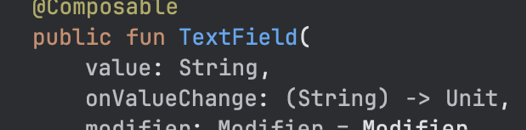 @Composable
public fun TextField(
value: String,
onValueChange: (String) -> Unit,
modifier: Modifier = Modifier